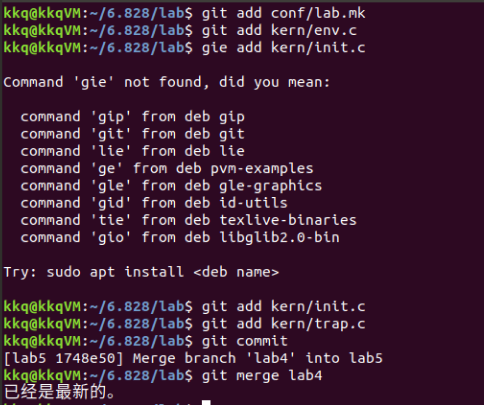 kkq@kkqVM:~/6.828/lab$ git add conf/lab.mk
kkq@kkqVM:~/6.828/lab$ git add kern/env.c
kkq@kkqVM:~/6.828/lab$ gie add kern/init.c
Command 'gie' not found, did you mean:
command 'gip' from deb gip
command 'git' from deb git
command 'lie' from deb lie
command 'ge' from deb pvm-examples
command 'gle' from deb gle-graphics
command 'gid' from deb id-utils
command 'tie' from deb texlive-binaries
command 'gio' from deb libglib2.0-bin
Try: sudo apt install <deb name>
kkq@kkqVM:~/6.828/lab$ git add kern/init.c
kkq@kkqVM:~/6.828/lab$ git add kern/trap.c
kkq@kkqVM:~/6.828/lab$ git commit
[lab5 1748e50] Merge branch 'lab4' into lab5
kkq@kkqVM:~/6.828/lab$ git merge lab4
已经是最新的。